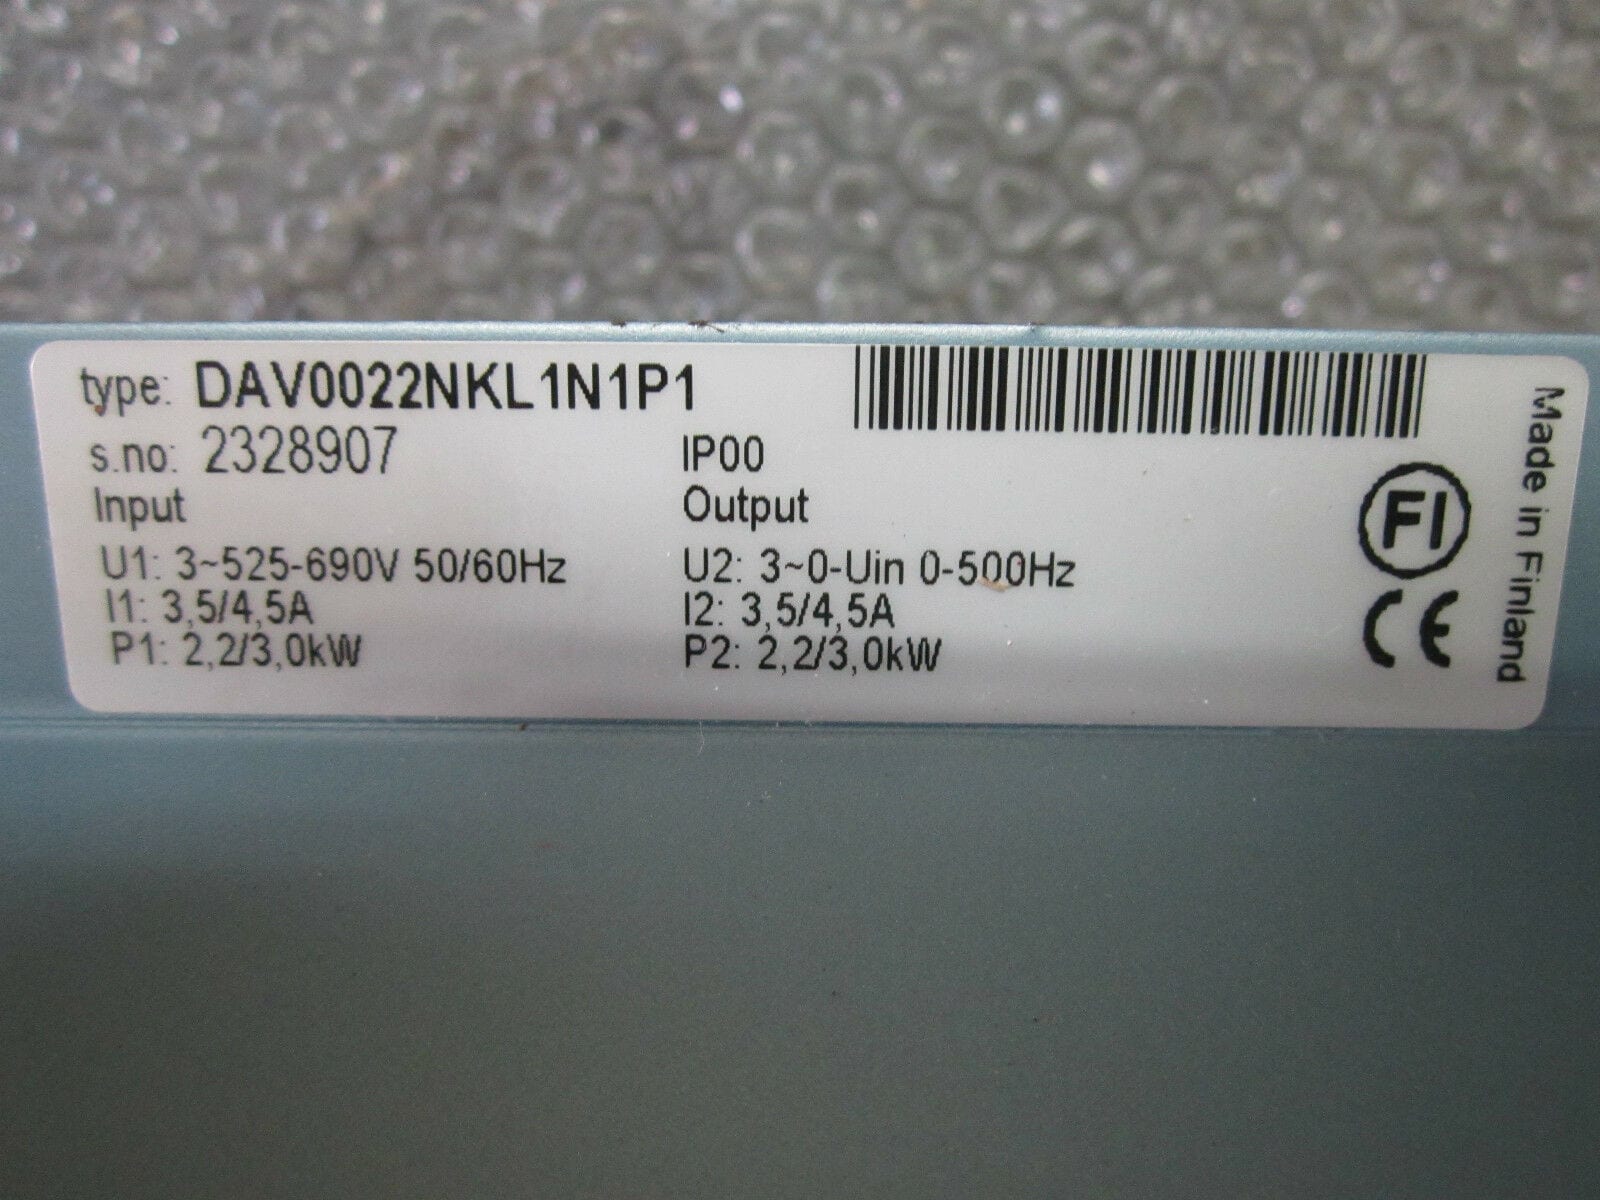 type: DAV0022NKL1N1P1
s.no: 2328907
IP00
Input
Output
U1: 3~525-690V 50/60Hz
U2: 3~0-Uin 0-500Hz
I1: 3,5/4,5A
I2: 3,5/4,5A
P1: 2,2/3,0kW
P2: 2,2/3,0kW
FI
CE
Made in Finland